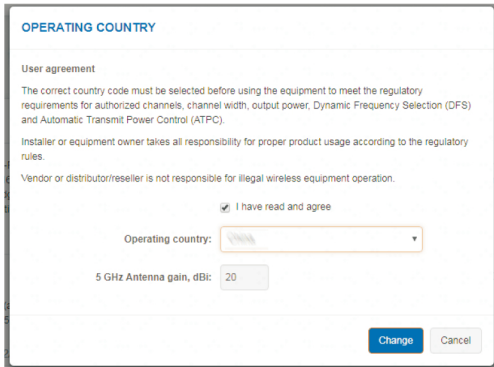 OPERATING COUNTRY
User agreement
The correct country code must be selected before using the equipment to meet the regulatory
requirements for authorized channels, channel width, output power, Dynamic Frequency Selection (DFS)
and Automatic Transmit Power Control (ATPC).
Installer or equipment owner takes all responsibility for proper product usage according to the regulatory
rules.
Vendor or distributor/reseller is not responsible for illegal wireless equipment operation.
I have read and agree
Operating country:
5 GHz Antenna gain, dBi: 20
Change Cancel